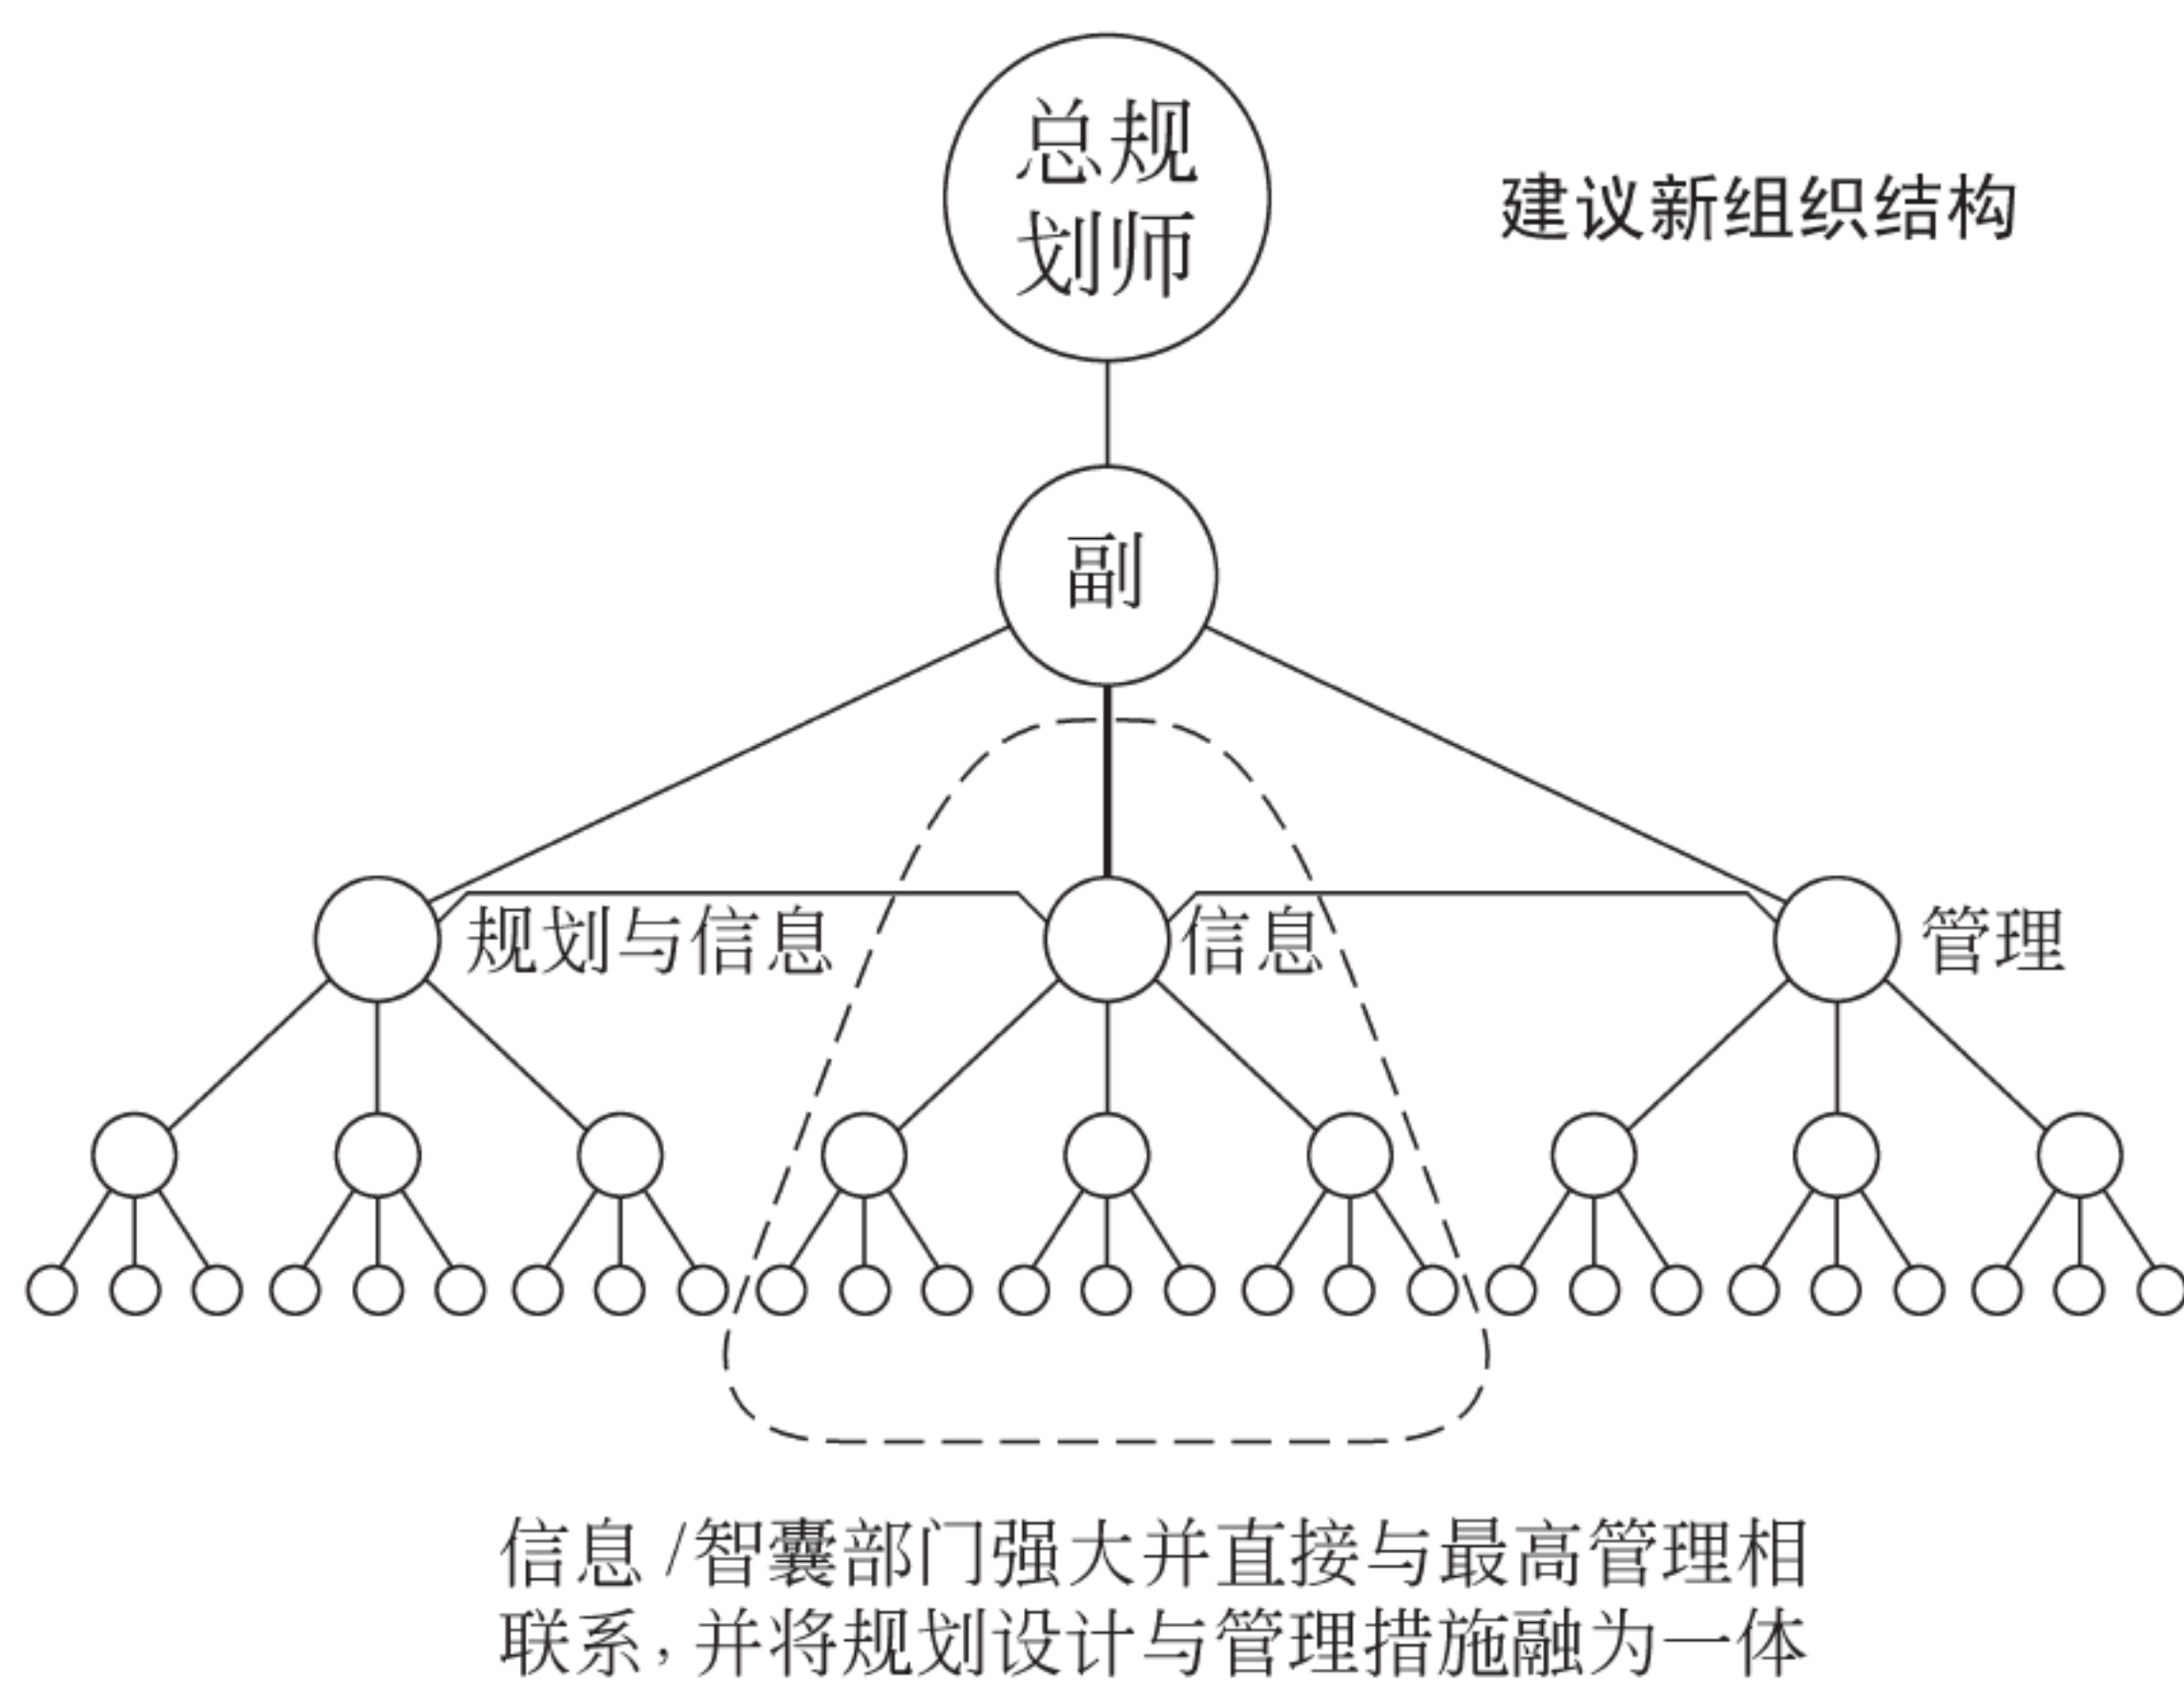 总规
划师
建议新组织结构
副
规划与信息
信息
管理
信息/智囊部门强大并直接与最高管理相
联系，并将规划设计与管理措施融为一体